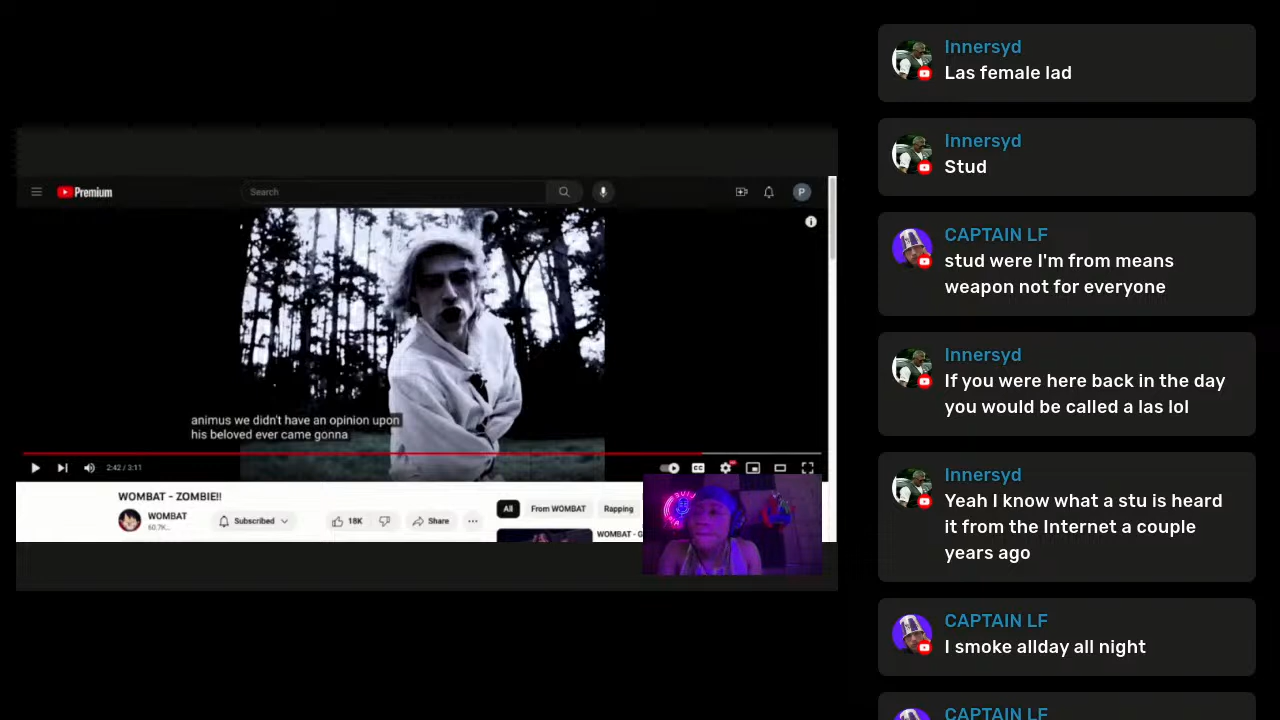 Premium
Search
P
animus we didn't have an opinion upon
his beloved ever came gonna
2:42 / 3:11
CC
WOMBAT - ZOMBIE!!
WOMBAT
60.7K...
Subscribed
18K
Share
All
From WOMBAT
Rapping
WOMBAT - G
Innersyd
Las female lad
Innersyd
Stud
CAPTAIN LF
stud were I'm from means
weapon not for everyone
Innersyd
If you were here back in the day
you would be called a las lol
Innersyd
Yeah I know what a stu is heard
it from the Internet a couple
years ago
CAPTAIN LF
I smoke allday all night
CAPTAIN LF